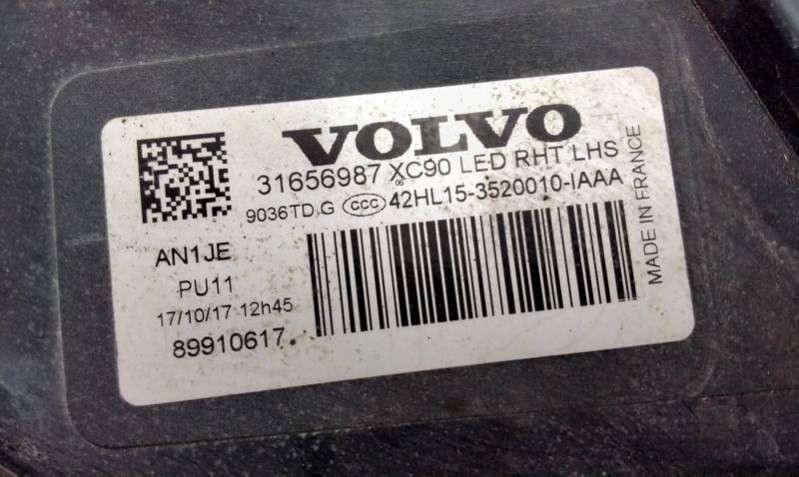 VOLVO
31656987 XC90 LED RHT LHS
9036TD.G CCC 42HL15-3520010-IAAA
AN1JE
PU11
17/10/17 12h45
89910617
MADE IN FRANCE